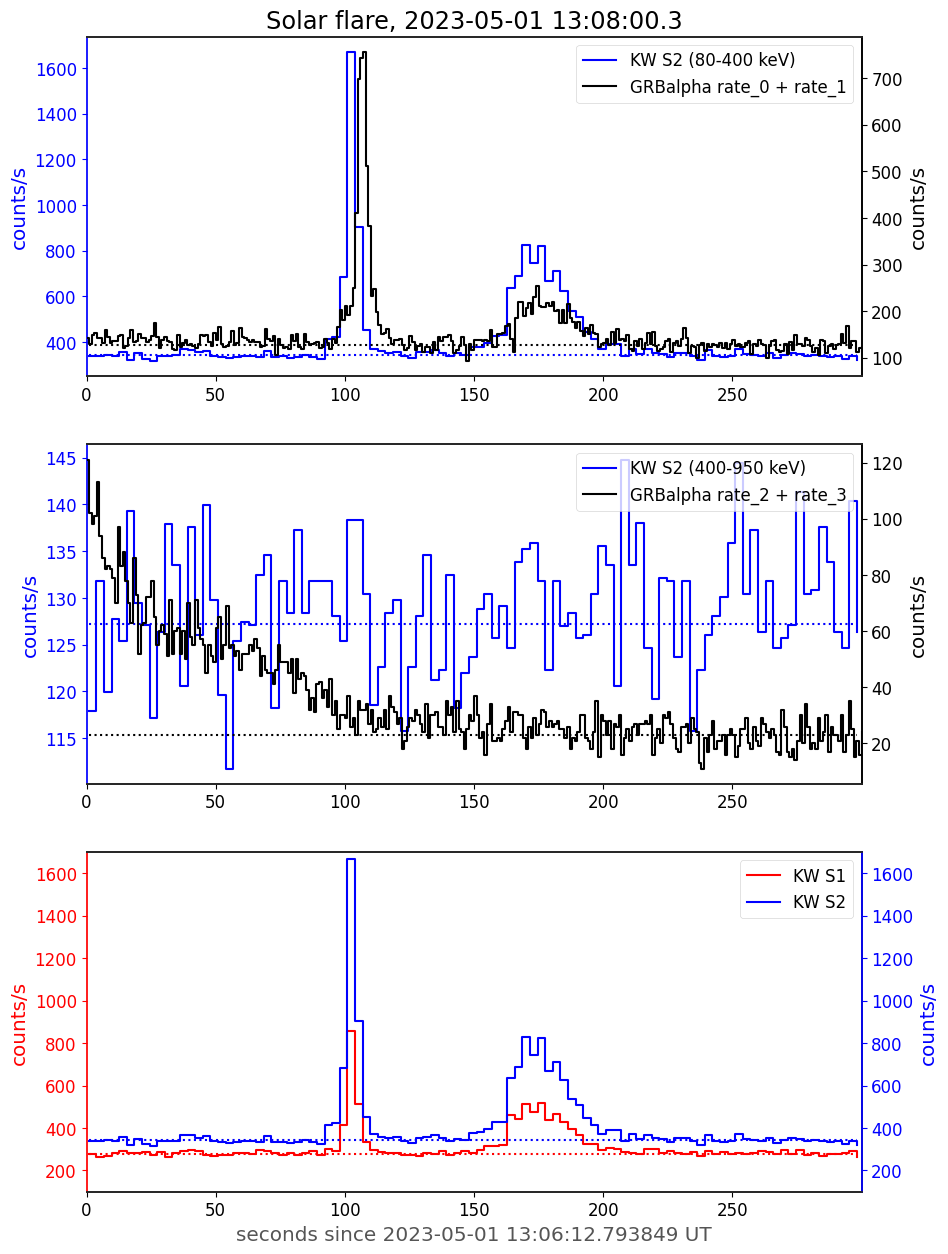 Solar flare, 2023-05-01 13:08:00.3
KW S2 (80-400 keV)
GRBalpha rate_0 + rate_1
1600
1400
1200
1000
800
600
400
counts/s
700
600
500
400
300
200
100
counts/s
0 50 100 150 200 250
KW S2 (400-950 keV)
GRBalpha rate_2 + rate_3
145
140
135
130
125
120
115
counts/s
120
100
80
60
40
20
counts/s
0 50 100 150 200 250
KW S1
KW S2
1600
1400
1200
1000
800
600
400
200
counts/s
1600
1400
1200
1000
800
600
400
200
counts/s
0 50 100 150 200 250
seconds since 2023-05-01 13:06:12.793849 UT